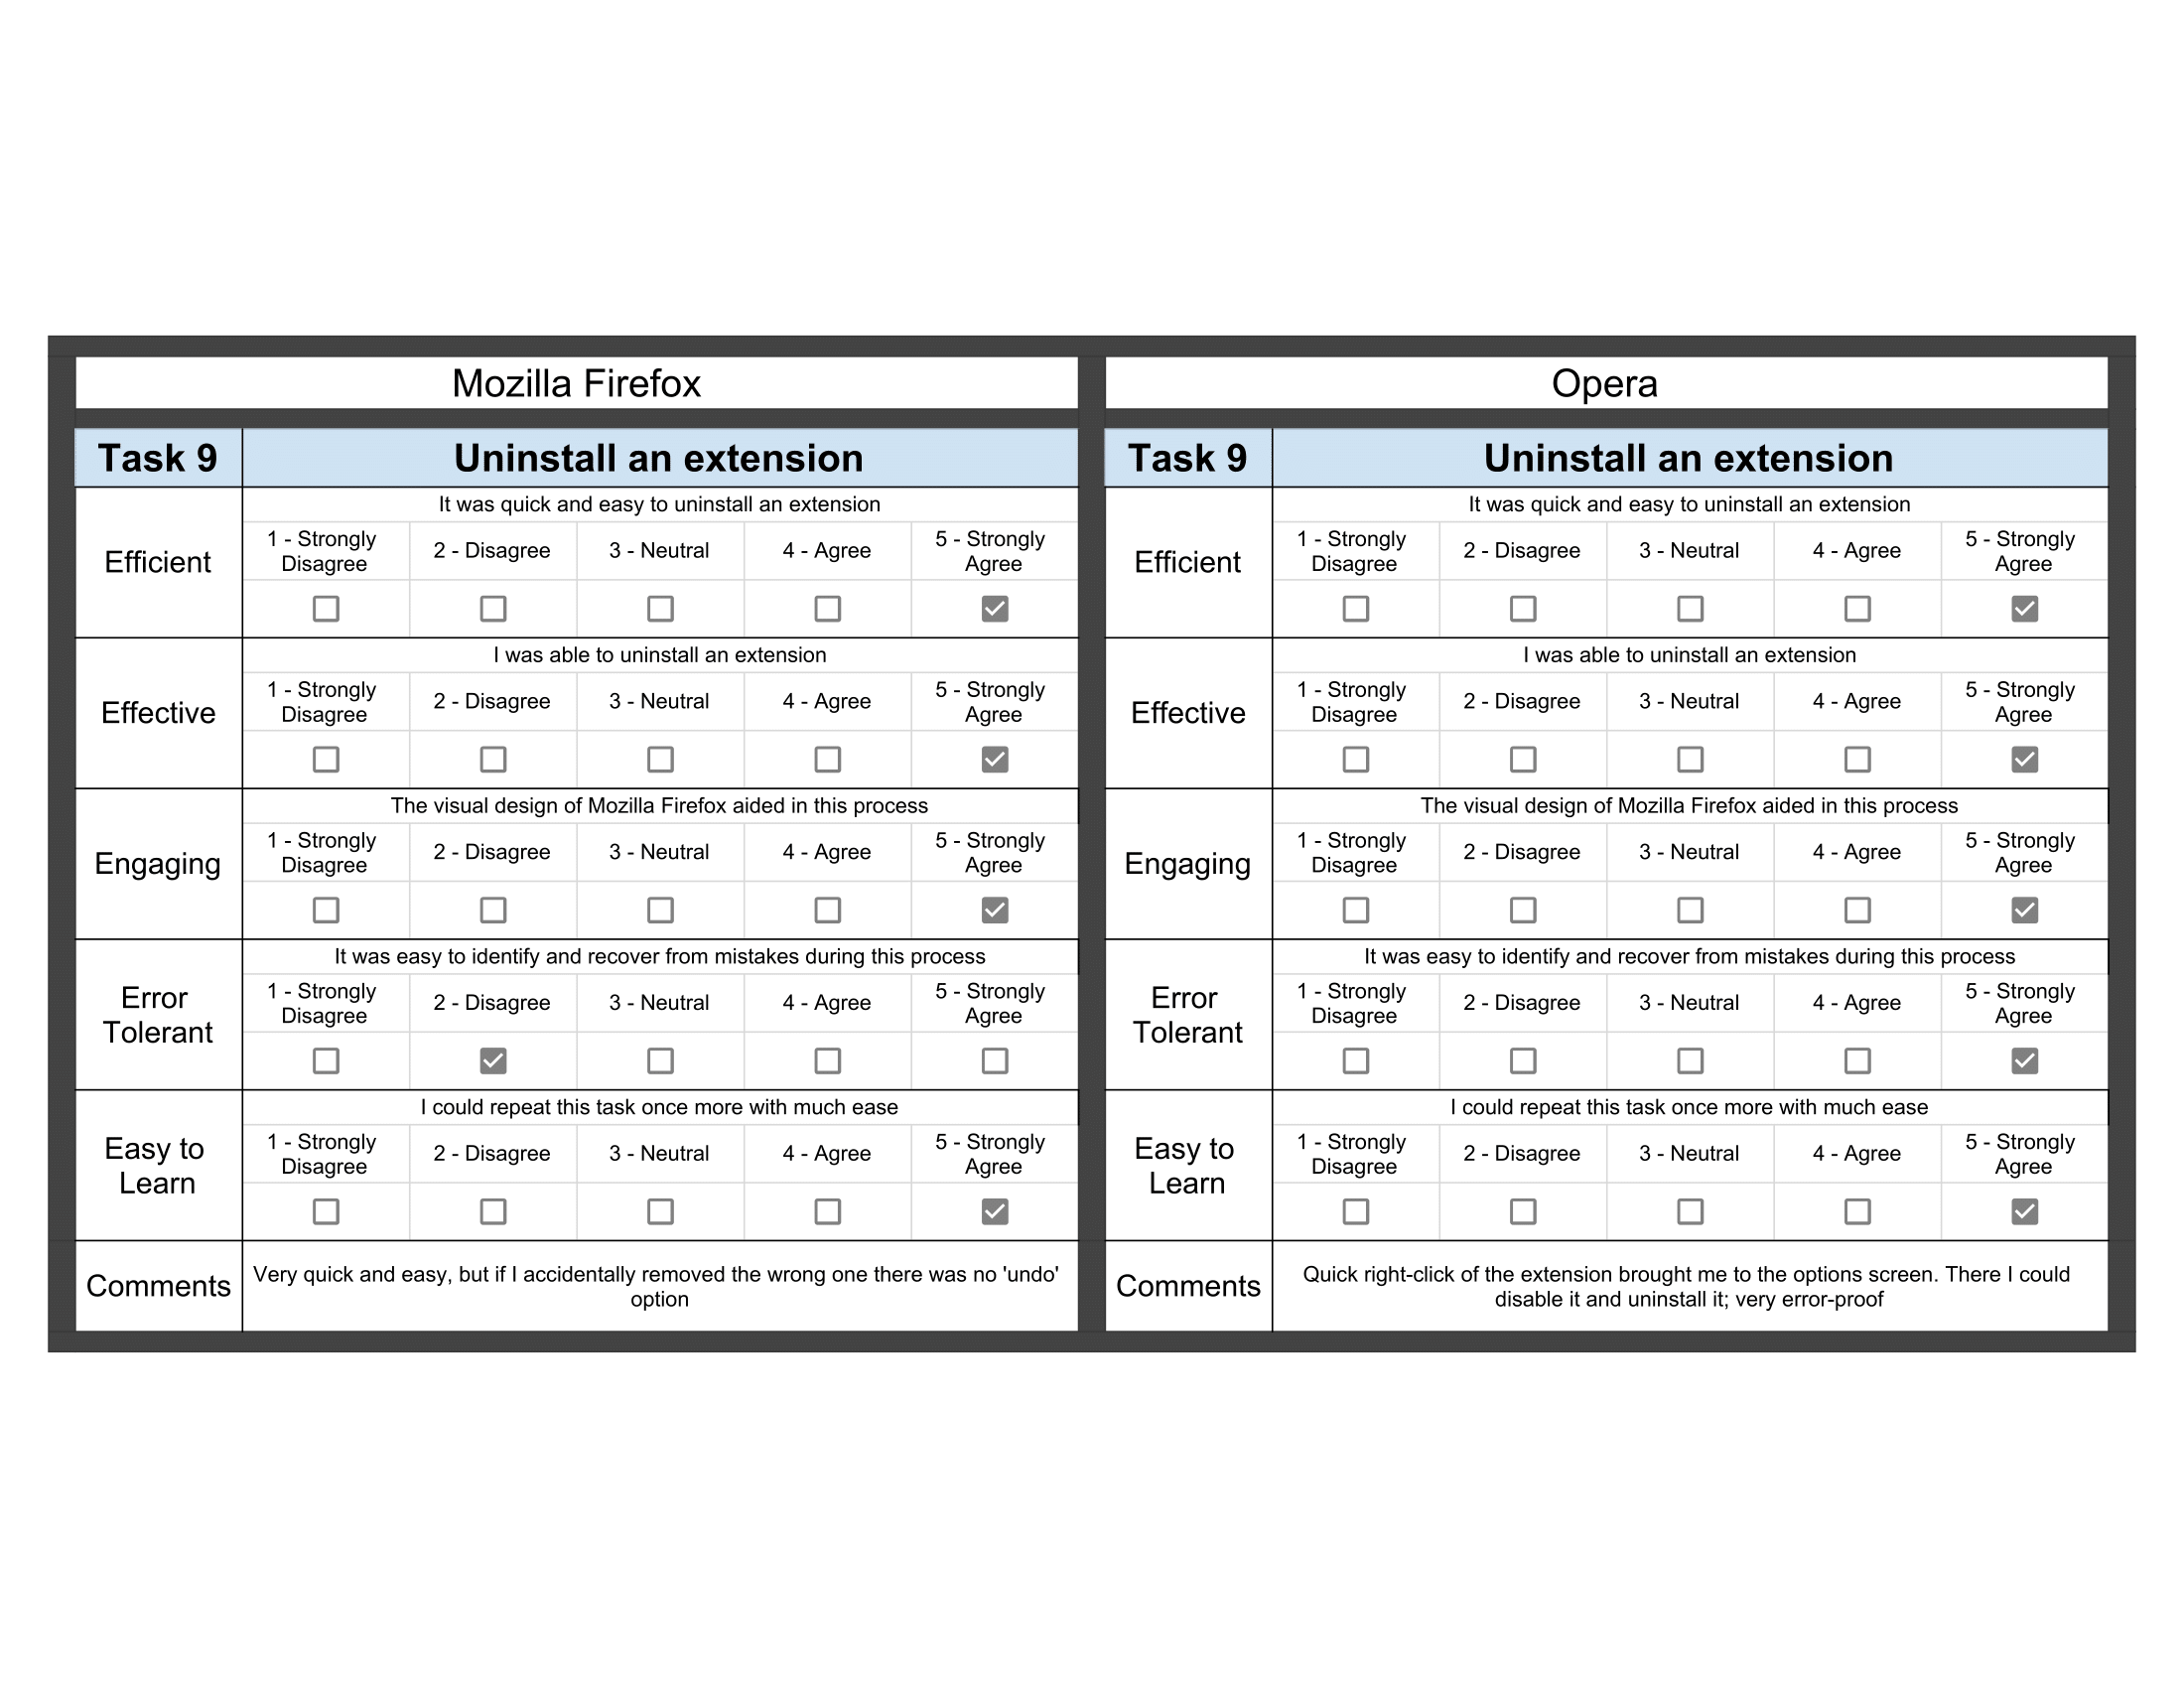 Mozilla Firefox
Task 9
Uninstall an extension
Efficient
It was quick and easy to uninstall an extension
1 - Strongly
Disagree
2 - Disagree
3 - Neutral
4 - Agree
5 - Strongly
Agree
Effective
I was able to uninstall an extension
1 - Strongly
Disagree
2 - Disagree
3 - Neutral
4 - Agree
5 - Strongly
Agree
Engaging
The visual design of Mozilla Firefox aided in this process
1 - Strongly
Disagree
2 - Disagree
3 - Neutral
4 - Agree
5 - Strongly
Agree
Error
Tolerant
It was easy to identify and recover from mistakes during this process
1 - Strongly
Disagree
2 - Disagree
3 - Neutral
4 - Agree
5 - Strongly
Agree
Easy to
Learn
I could repeat this task once more with much ease
1 - Strongly
Disagree
2 - Disagree
3 - Neutral
4 - Agree
5 - Strongly
Agree
Comments
Very quick and easy, but if I accidentally removed the wrong one there was no 'undo'
option
Opera
Task 9
Uninstall an extension
Efficient
It was quick and easy to uninstall an extension
1 - Strongly
Disagree
2 - Disagree
3 - Neutral
4 - Agree
5 - Strongly
Agree
Effective
I was able to uninstall an extension
1 - Strongly
Disagree
2 - Disagree
3 - Neutral
4 - Agree
5 - Strongly
Agree
Engaging
The visual design of Mozilla Firefox aided in this process
1 - Strongly
Disagree
2 - Disagree
3 - Neutral
4 - Agree
5 - Strongly
Agree
Error
Tolerant
It was easy to identify and recover from mistakes during this process
1 - Strongly
Disagree
2 - Disagree
3 - Neutral
4 - Agree
5 - Strongly
Agree
Easy to
Learn
I could repeat this task once more with much ease
1 - Strongly
Disagree
2 - Disagree
3 - Neutral
4 - Agree
5 - Strongly
Agree
Comments
Quick right-click of the extension brought me to the options screen. There I could
disable it and uninstall it; very error-proof